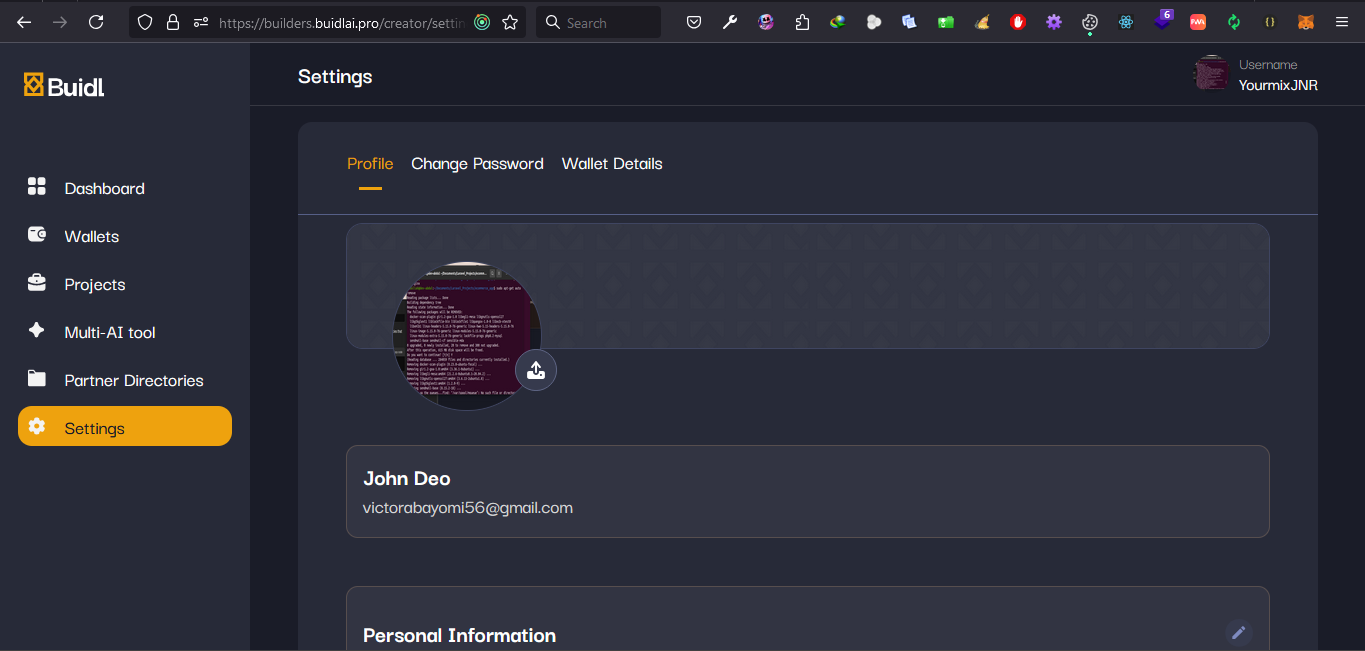 https://builders.buidlai.pro/creator/settin
Search
6
PWA
Buidl
Settings
Username
YourmixJNR
Dashboard
Wallets
Projects
Multi-AI tool
Partner Directories
Settings
Profile
Change Password
Wallet Details
John Deo
victorabayomi56@gmail.com
Personal Information